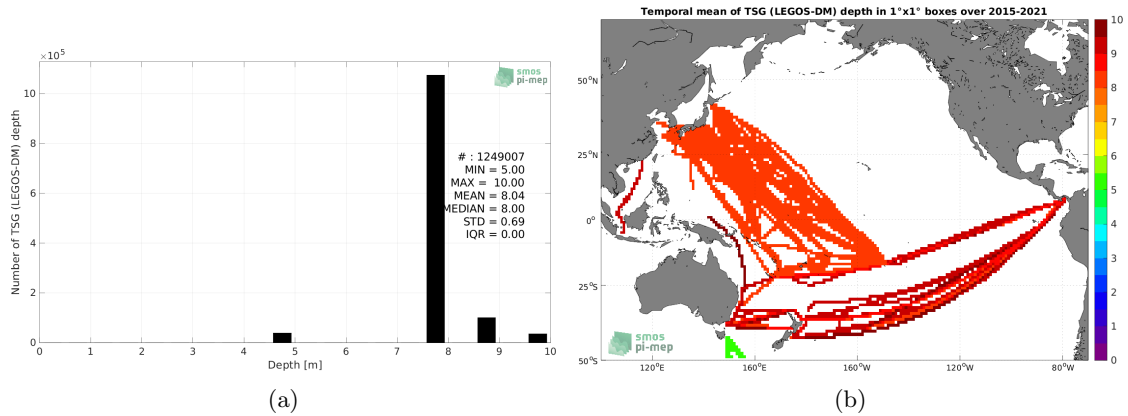 ×10⁵
10
8
6
4
2
0
Number of TSG (LEGOS-DM) depth
smos
pi-mep
# : 1249007
MIN = 5.00
MAX = 10.00
MEAN = 8.04
MEDIAN = 8.00
STD = 0.69
IQR = 0.00
0 1 2 3 4 5 6 7 8 9 10
Depth [m]
(a)
Temporal mean of TSG (LEGOS-DM) depth in 1°x1° boxes over 2015-2021
50°N
25°N
0°
25°S
50°S
smos
pi-mep
120°E 160°E 160°W 120°W 80°W
10
9
8
7
6
5
4
3
2
1
0
(b)